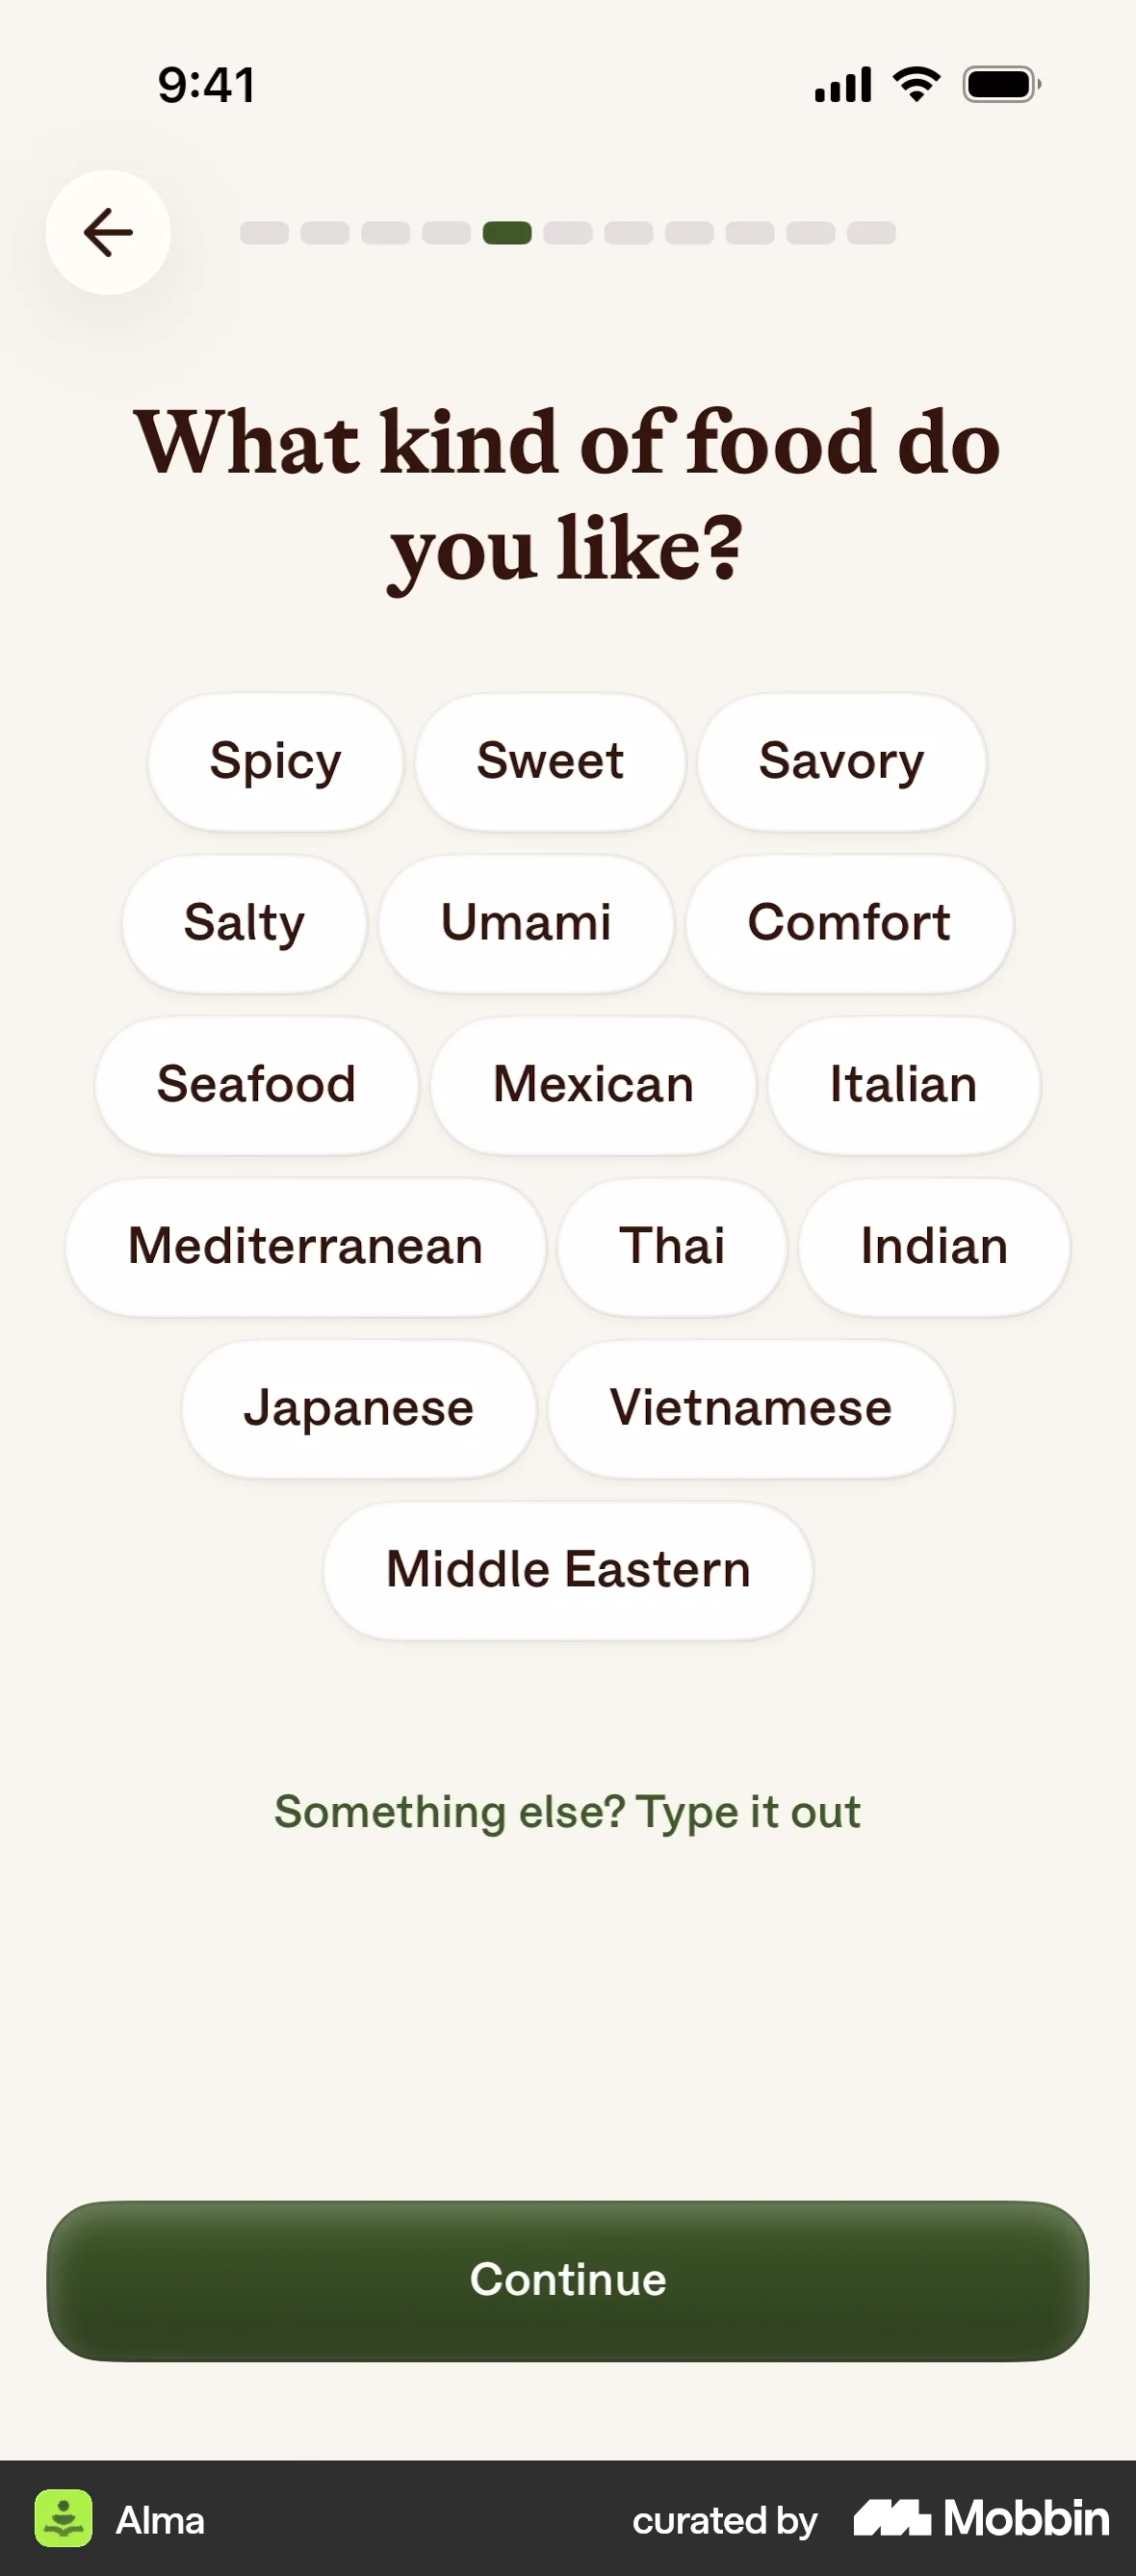 9:41
What kind of food do
you like?
Spicy Sweet Savory
Salty Umami Comfort
Seafood Mexican Italian
Mediterranean Thai Indian
Japanese Vietnamese
Middle Eastern
Something else? Type it out
Continue
Alma curated by Mobbin